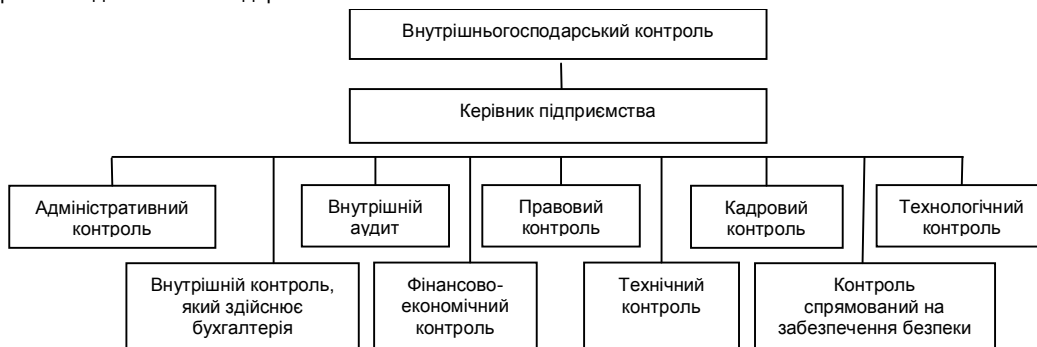 Внутрішньогосподарський контроль
Керівник підприємства
Адміністративний
контроль
Внутрішній
аудит
Правовий
контроль
Кадровий
контроль
Технологічний
контроль
Внутрішній контроль,
який здійснює
бухгалтерія
Фінансово-
економічний
контроль
Технічний
контроль
Контроль
спрямований на
забезпечення безпеки